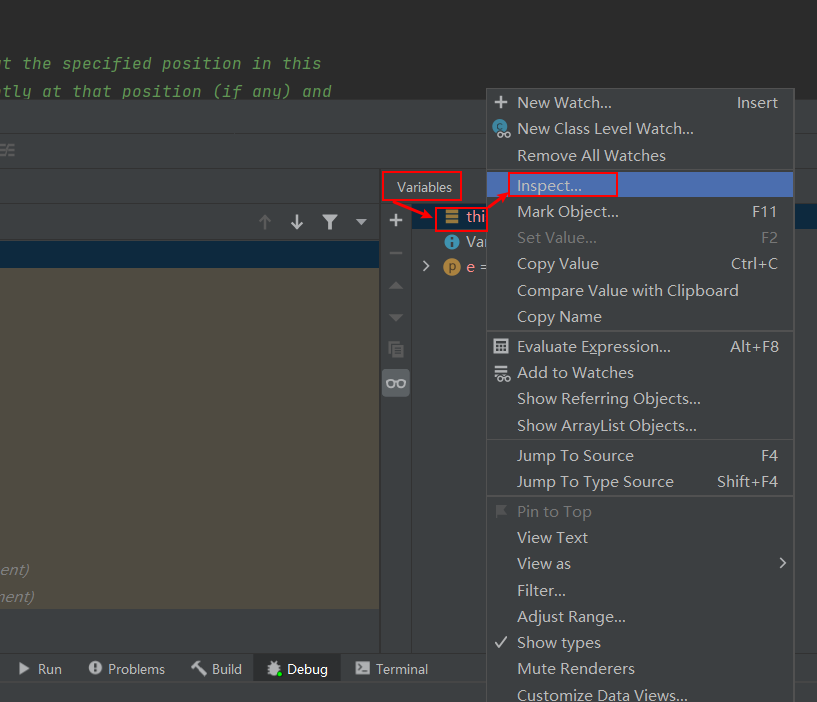 at the specified position in this
ntly at that position (if any) and
New Watch... Insert
New Class Level Watch...
Remove All Watches
Variables
Inspect...
thi
Mark Object... F11
Var
Set Value... F2
e =
Copy Value Ctrl+C
Compare Value with Clipboard
Copy Name
Evaluate Expression... Alt+F8
Add to Watches
Show Referring Objects...
Show ArrayList Objects...
Jump To Source F4
Jump To Type Source Shift+F4
Pin to Top
View Text
View as
ent)
Filter...
nent)
Adjust Range...
Show types
Run Problems Build Debug Terminal
Mute Renderers
Customize Data Views...